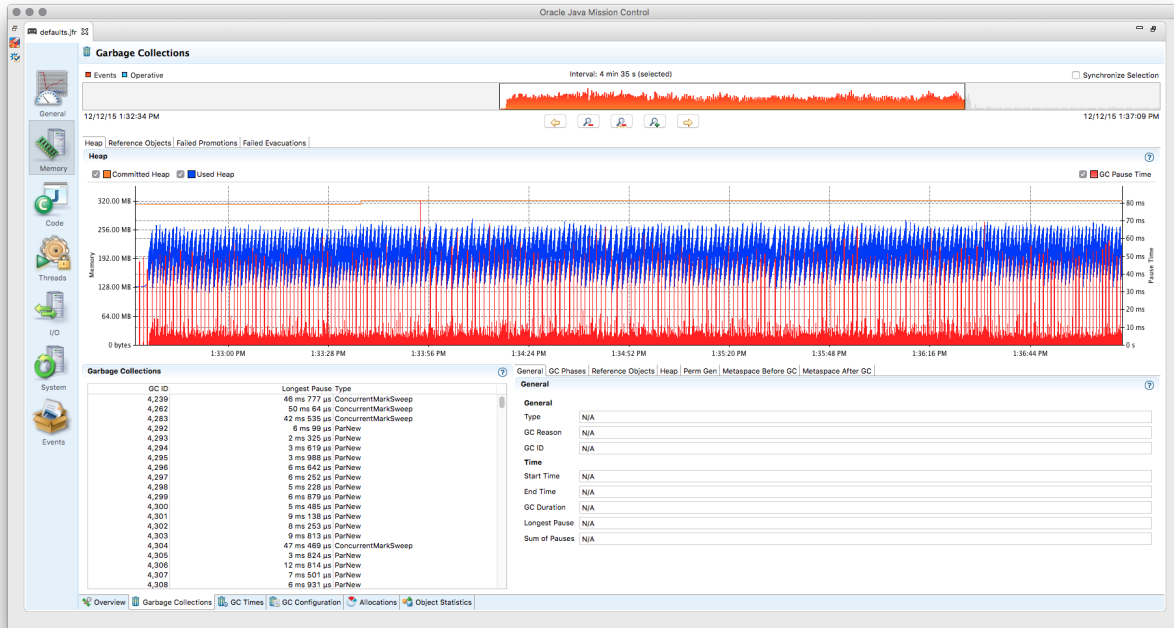 Oracle Java Mission Control
defaults.jfr
Garbage Collections
Events Operative
Interval: 4 min 35 s (selected)
Synchronize Selection
12/12/15 1:32:34 PM
12/12/15 1:37:09 PM
General
Memory
Code
Threads
I/O
System
Events
Heap Reference Objects Failed Promotions Failed Evacuations
Heap
Committed Heap Used Heap
GC Pause Time
320.00 MB
256.00 MB
192.00 MB
128.00 MB
64.00 MB
0 bytes
Memory
80 ms
70 ms
60 ms
50 ms
40 ms
30 ms
20 ms
10 ms
0 s
Pause Time
1:33:00 PM 1:33:28 PM 1:33:56 PM 1:34:24 PM 1:34:52 PM 1:35:20 PM 1:35:48 PM 1:36:16 PM 1:36:44 PM
Garbage Collections
GC ID Longest Pause Type
4,239 46 ms 777 µs ConcurrentMarkSweep
4,262 50 ms 64 µs ConcurrentMarkSweep
4,283 42 ms 535 µs ConcurrentMarkSweep
4,292 6 ms 99 µs ParNew
4,293 2 ms 325 µs ParNew
4,294 3 ms 619 µs ParNew
4,295 3 ms 988 µs ParNew
4,296 6 ms 642 µs ParNew
4,297 6 ms 252 µs ParNew
4,298 5 ms 228 µs ParNew
4,299 6 ms 879 µs ParNew
4,300 5 ms 485 µs ParNew
4,301 9 ms 138 µs ParNew
4,302 8 ms 253 µs ParNew
4,303 9 ms 813 µs ParNew
4,304 47 ms 469 µs ConcurrentMarkSweep
4,305 3 ms 824 µs ParNew
4,306 12 ms 814 µs ParNew
4,307 7 ms 501 µs ParNew
4,308 6 ms 931 µs ParNew
General GC Phases Reference Objects Heap Perm Gen Metaspace Before GC Metaspace After GC
General
General
Type N/A
GC Reason N/A
GC ID N/A
Time
Start Time N/A
End Time N/A
GC Duration N/A
Longest Pause N/A
Sum of Pauses N/A
Overview Garbage Collections GC Times GC Configuration Allocations Object Statistics